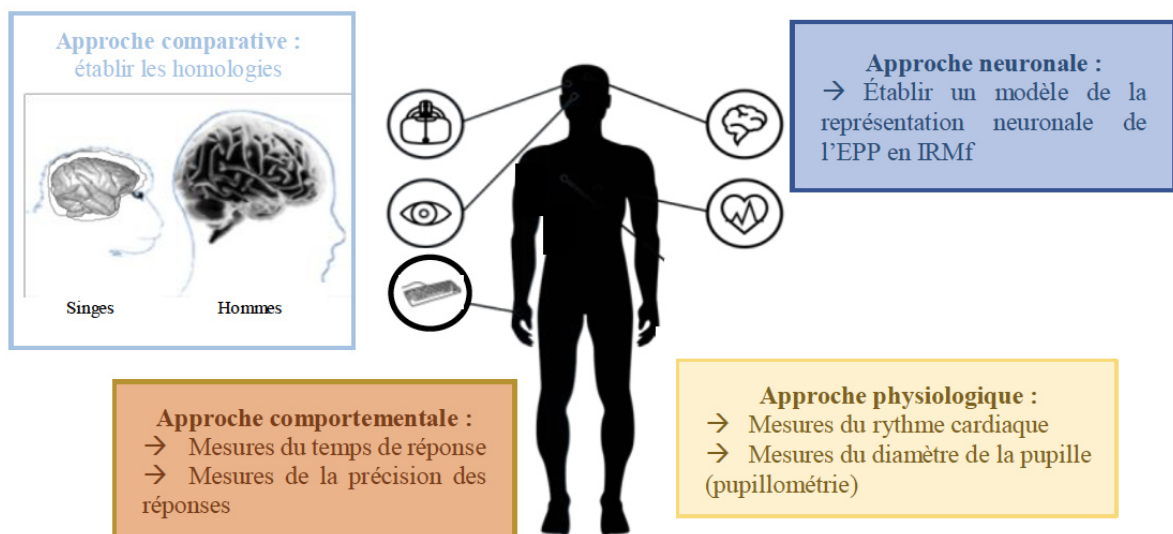 Approche comparative :
établir les homologies
Singes
Hommes
Approche neuronale :
→ Établir un modèle de la
représentation neuronale de
l'EPP en IRMf
Approche comportementale :
→ Mesures du temps de réponse
→ Mesures de la précision des
réponses
Approche physiologique :
→ Mesures du rythme cardiaque
→ Mesures du diamètre de la pupille
(pupillométrie)